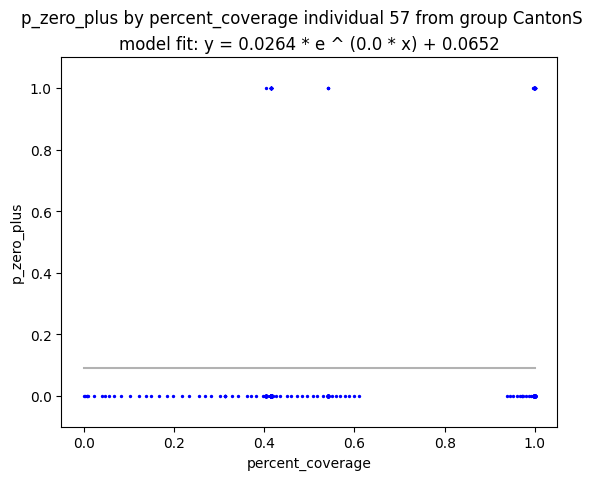 p_zero_plus by percent_coverage individual 57 from group CantonS
model fit: y = 0.0264 * e ^ (0.0 * x) + 0.0652
1.0
0.8
0.6
0.4
0.2
0.0
p_zero_plus
0.0 0.2 0.4 0.6 0.8 1.0
percent_coverage